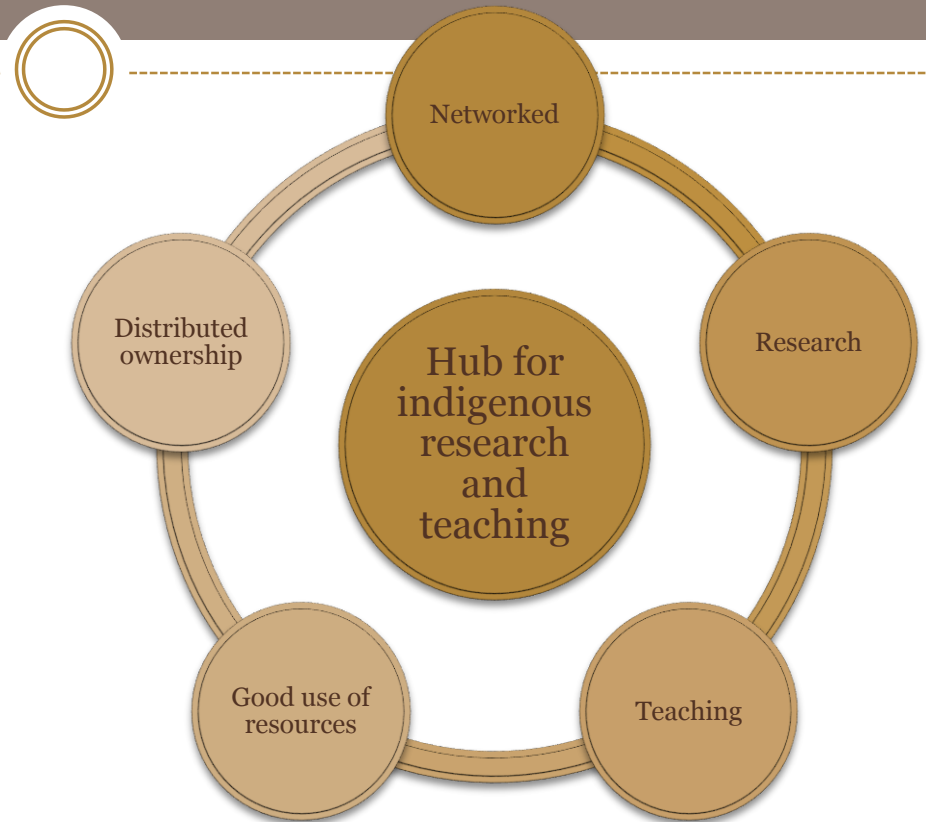 Networked
Distributed
ownership
Research
Hub for
indigenous
research
and
teaching
Good use of
resources
Teaching